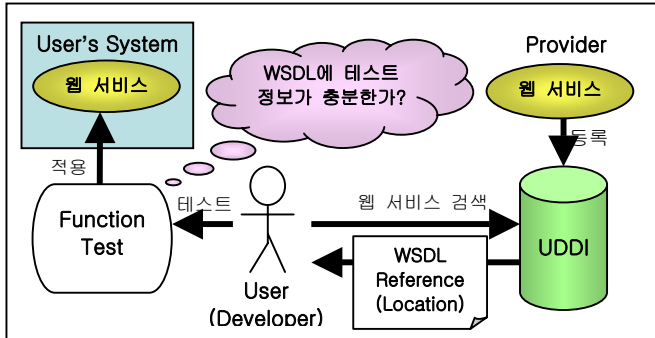 User's System
웹 서비스
WSDL에 테스트
정보가 충분한가?
Provider
웹 서비스
등록
적용
Function
Test
테스트
웹 서비스 검색
UDDI
WSDL
Reference
(Location)
User
(Developer)